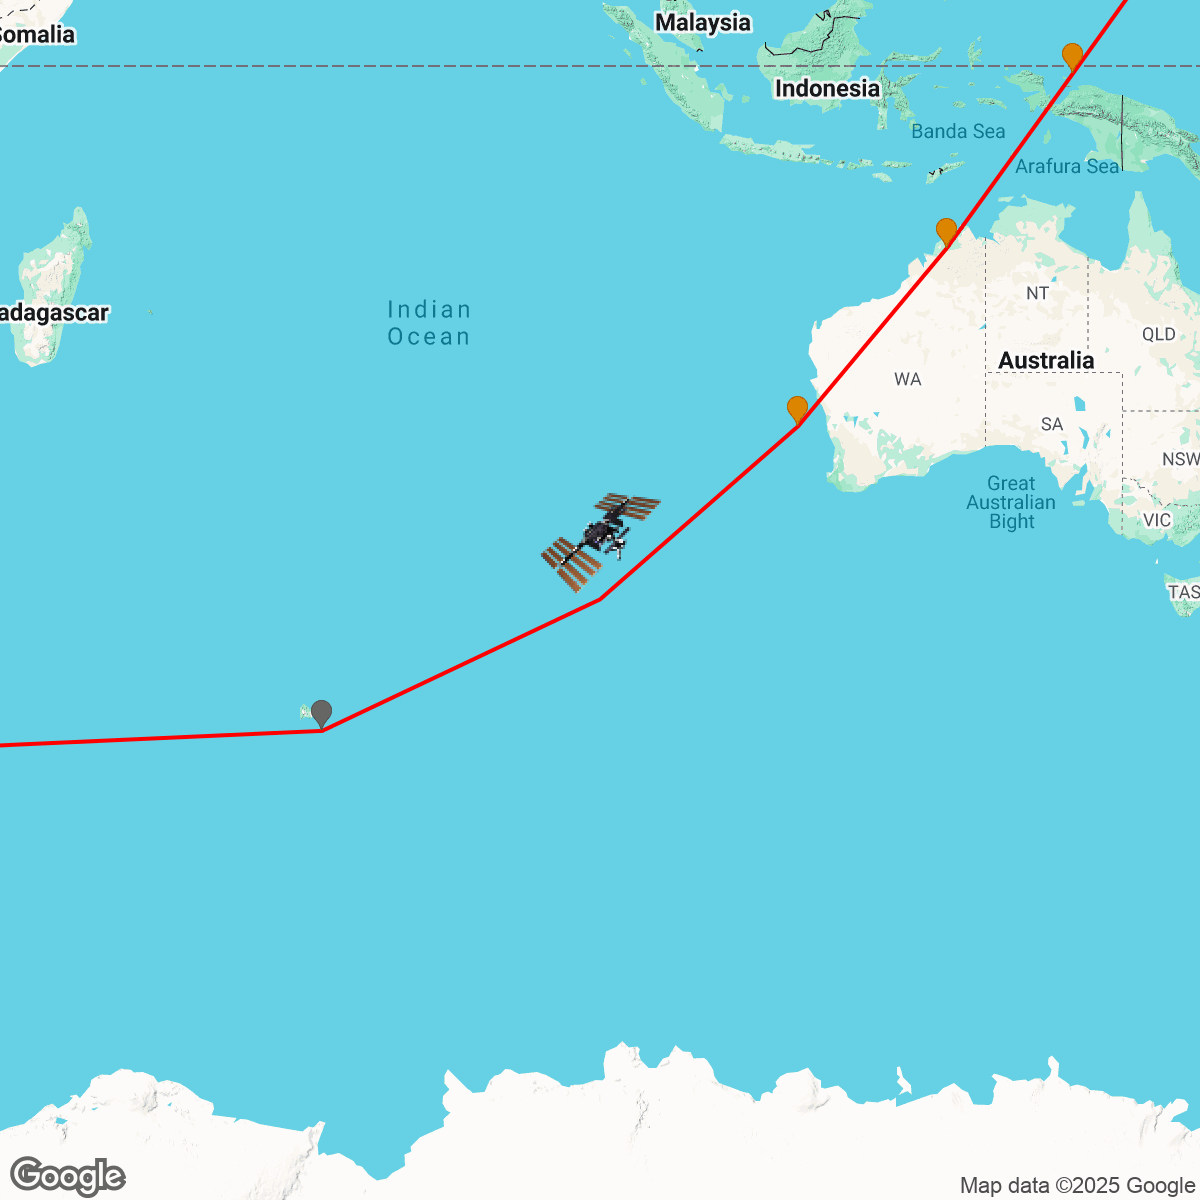 Somalia
Malaysia
Indonesia
Banda Sea
Arafura Sea
Indian
Ocean
adagascar
NT
QLD
Australia
WA
SA
NSW
Great
Australian
Bight
VIC
TAS
Google
Map data ©2025 Google